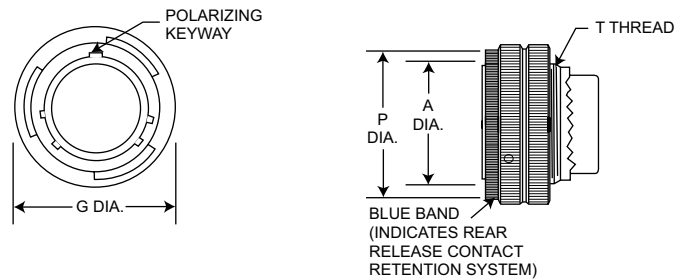 POLARIZING
KEYWAY
G DIA.
T THREAD
P
DIA.
A
DIA.
BLUE BAND
(INDICATES REAR
RELEASE CONTACT
RETENTION SYSTEM)